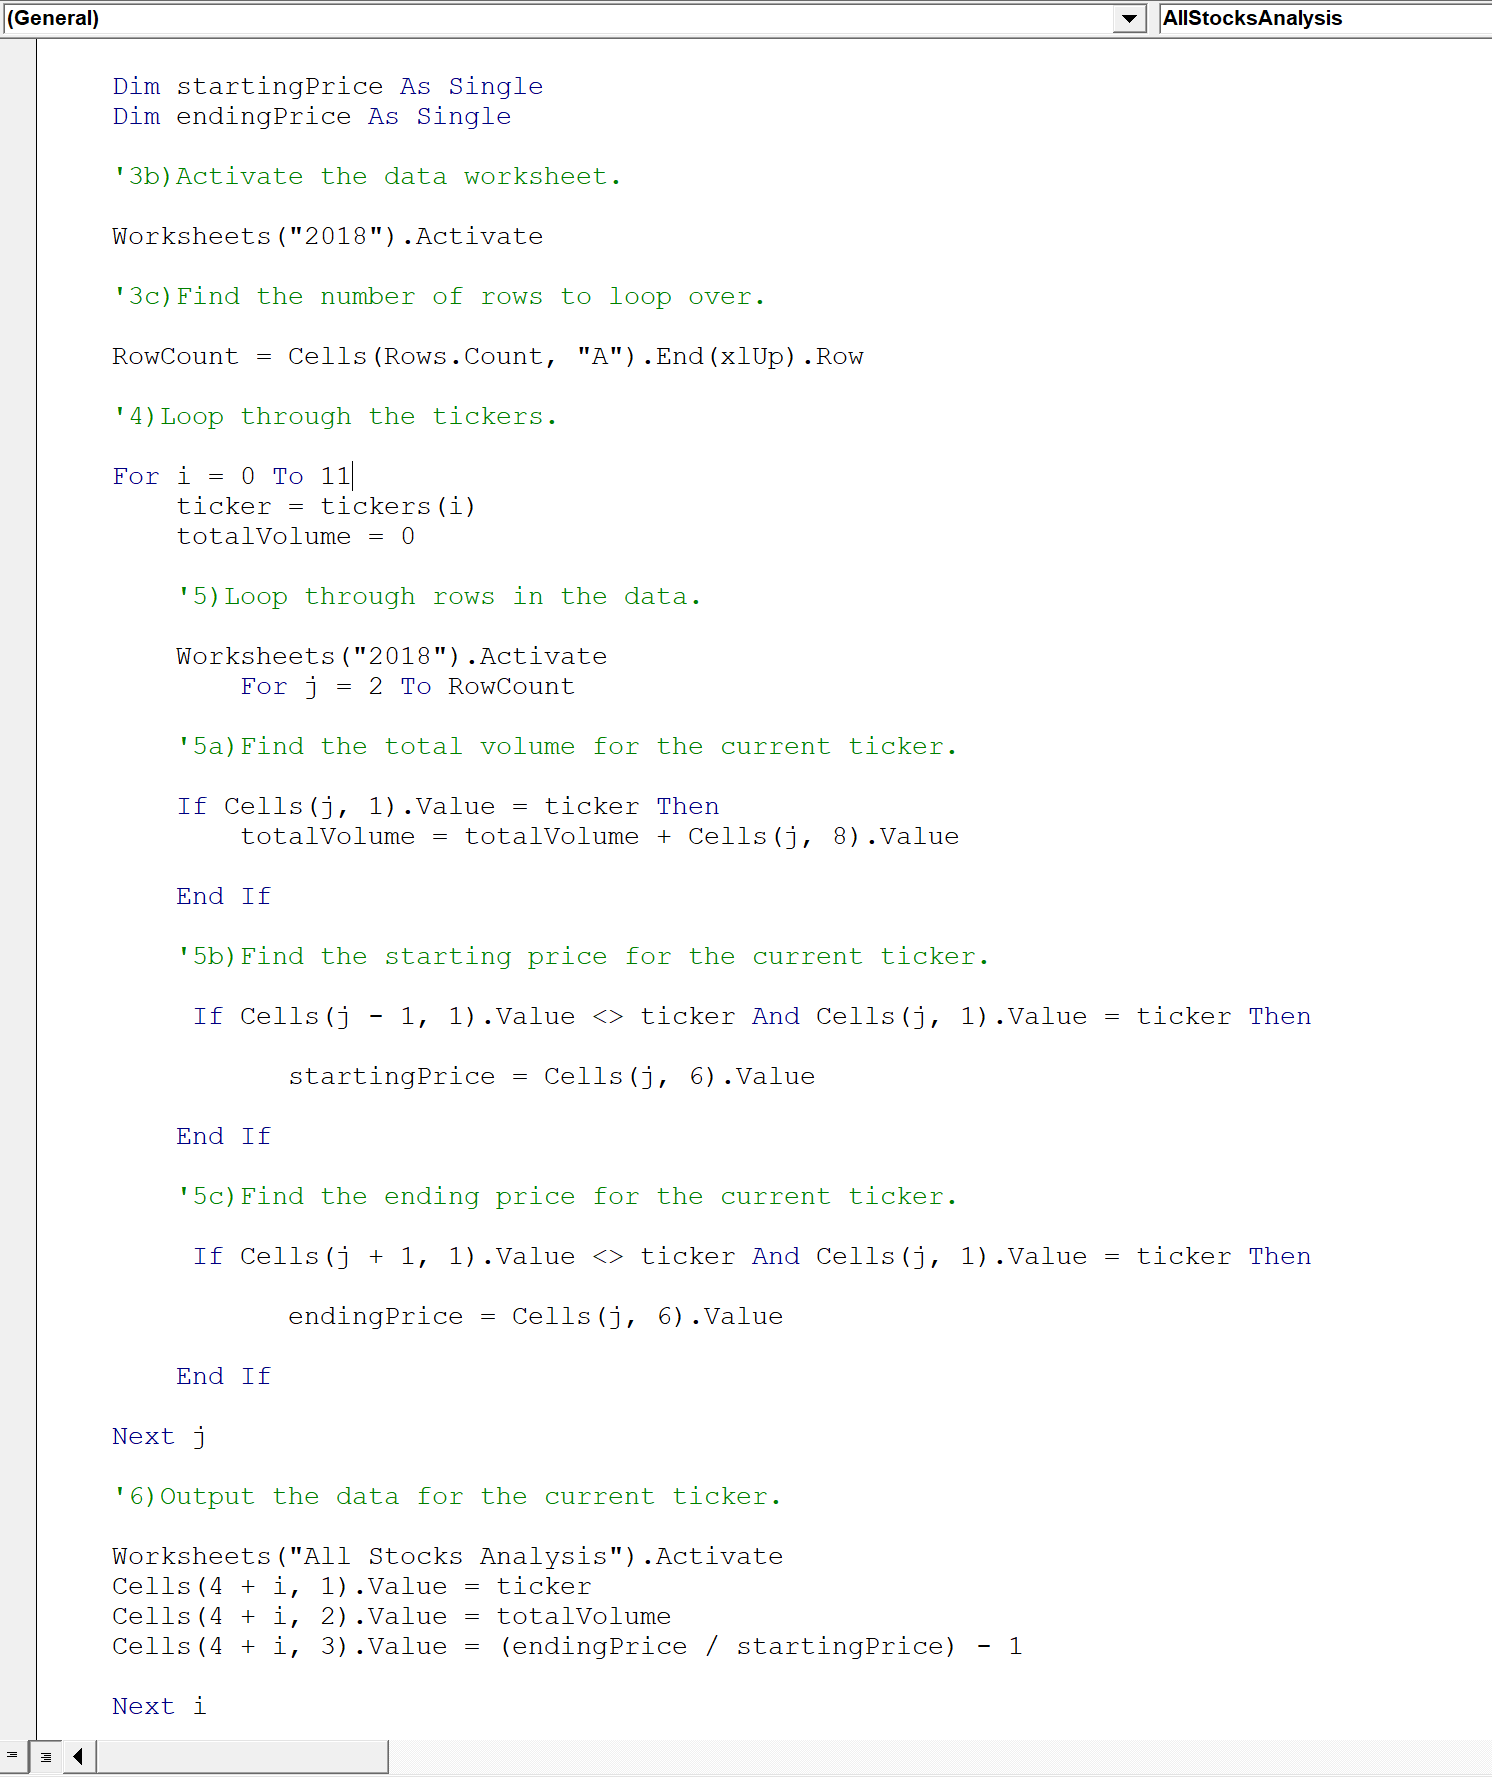 (General)
AllStocksAnalysis
Dim startingPrice As Single
Dim endingPrice As Single
'3b)Activate the data worksheet.
Worksheets("2018").Activate
'3c)Find the number of rows to loop over.
RowCount = Cells(Rows.Count, "A").End(xlUp).Row
'4)Loop through the tickers.
For i = 0 To 11
ticker = tickers(i)
totalVolume = 0
'5)Loop through rows in the data.
Worksheets("2018").Activate
For j = 2 To RowCount
'5a)Find the total volume for the current ticker.
If Cells(j, 1).Value = ticker Then
totalVolume = totalVolume + Cells(j, 8).Value
End If
'5b)Find the starting price for the current ticker.
If Cells(j - 1, 1).Value <> ticker And Cells(j, 1).Value = ticker Then
startingPrice = Cells(j, 6).Value
End If
'5c)Find the ending price for the current ticker.
If Cells(j + 1, 1).Value <> ticker And Cells(j, 1).Value = ticker Then
endingPrice = Cells(j, 6).Value
End If
Next j
'6)Output the data for the current ticker.
Worksheets("All Stocks Analysis").Activate
Cells(4 + i, 1).Value = ticker
Cells(4 + i, 2).Value = totalVolume
Cells(4 + i, 3).Value = (endingPrice / startingPrice) - 1
Next i